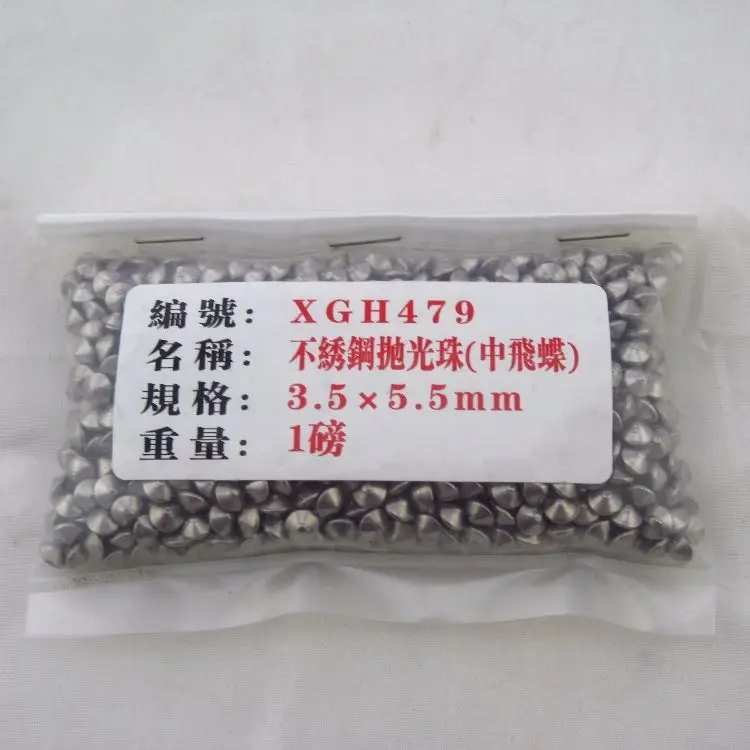 編號: XGH479
名稱: 不綉鋼抛光珠(中飛蝶)
規格: 3.5×5.5mm
重量: 1磅